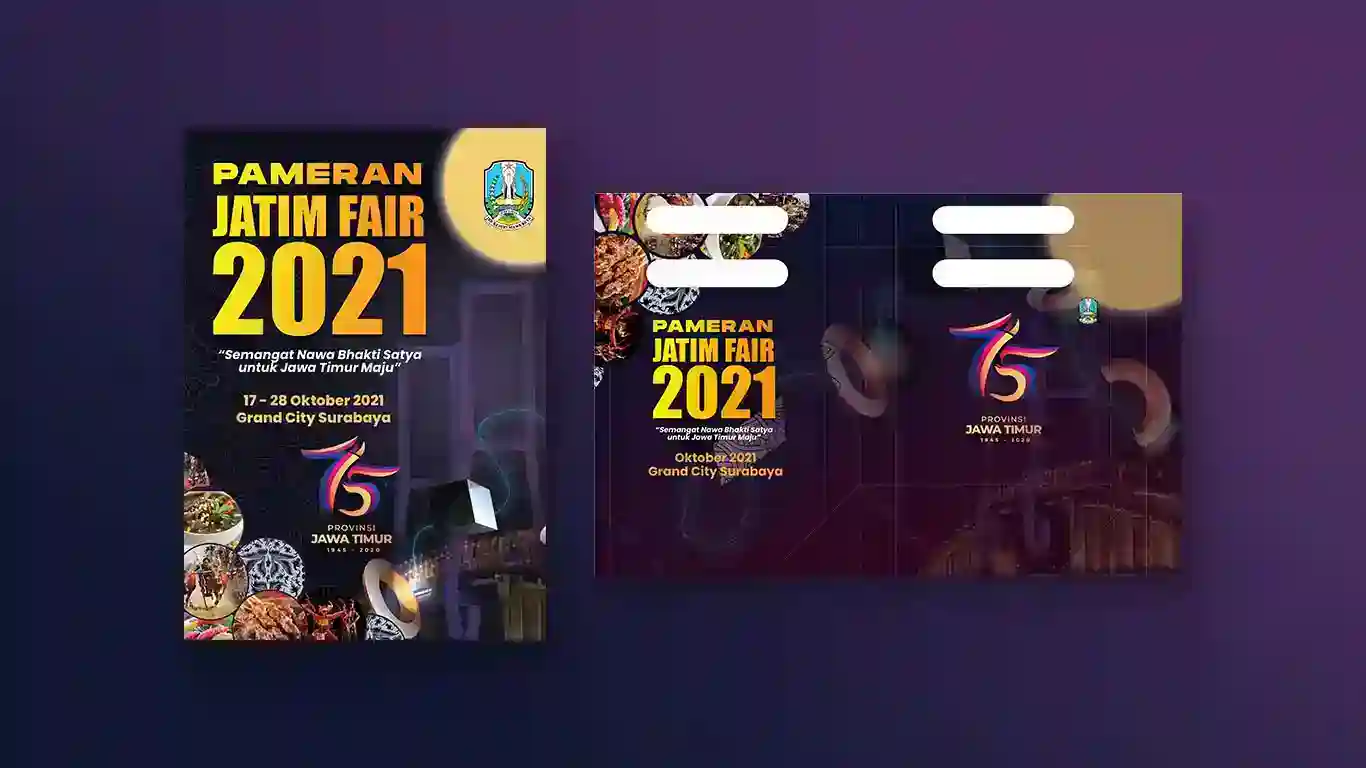 PAMERAN
JATIM FAIR
2021
“Semangat Nawa Bhakti Satya
untuk Jawa Timur Maju”
17 - 28 Oktober 2021
Grand City Surabaya
75
PROVINSI
JAWA TIMUR
1945 - 2020
PAMERAN
JATIM FAIR
2021
“Semangat Nawa Bhakti Satya
untuk Jawa Timur Maju”
Oktober 2021
Grand City Surabaya
75
PROVINSI
JAWA TIMUR
1945 - 2020